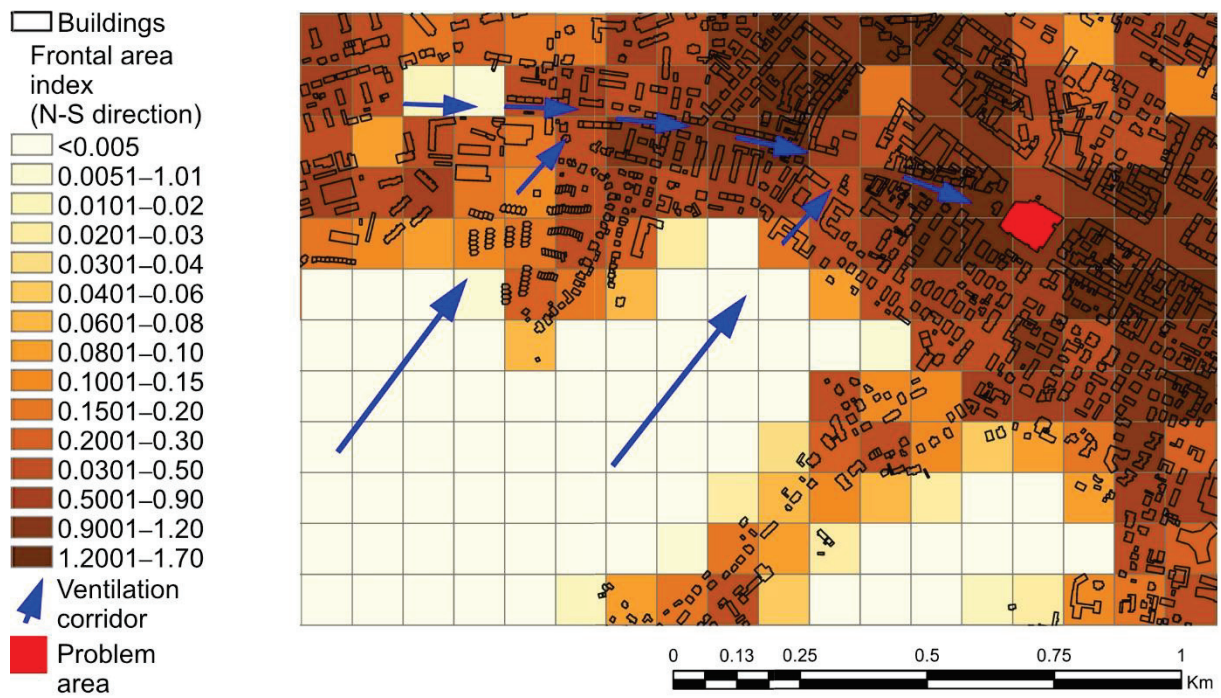 Buildings
Frontal area
index
(N-S direction)
<0.005
0.0051–1.01
0.0101–0.02
0.0201–0.03
0.0301–0.04
0.0401–0.06
0.0601–0.08
0.0801–0.10
0.1001–0.15
0.1501–0.20
0.2001–0.30
0.0301–0.50
0.5001–0.90
0.9001–1.20
1.2001–1.70
Ventilation
corridor
Problem
area
0 0.13 0.25 0.5 0.75 1
Km